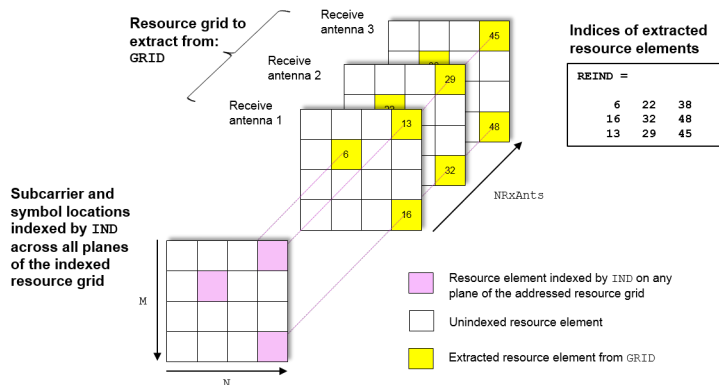 Resource grid to
extract from:
GRID
Receive
antenna 3
Receive
antenna 2
Receive
antenna 1
45
29
13
6
48
32
16
NRxAnts
Indices of extracted
resource elements
REIND =
6 22 38
16 32 48
13 29 45
Subcarrier and
symbol locations
indexed by IND
across all planes
of the indexed
resource grid
M
N
Resource element indexed by IND on any
plane of the addressed resource grid
Unindexed resource element
Extracted resource element from GRID